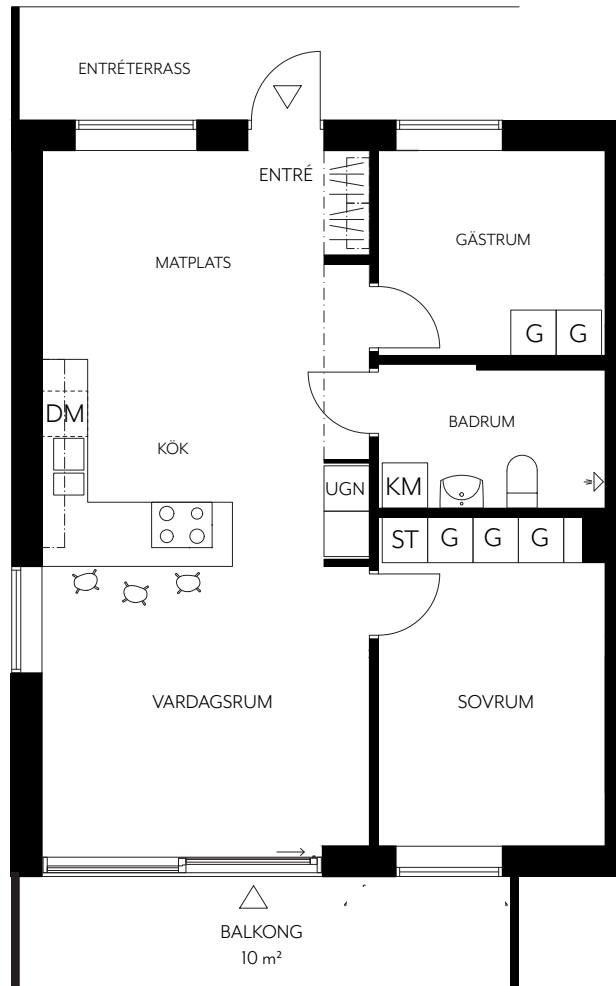 ENTRÉTERRASS
ENTRÉ
MATPLATS
GÄSTRUM
G G
DM
KÖK
BADRUM
UGN
KM
ST G G G
VARDAGSRUM
SOVRUM
BALKONG
10 m²